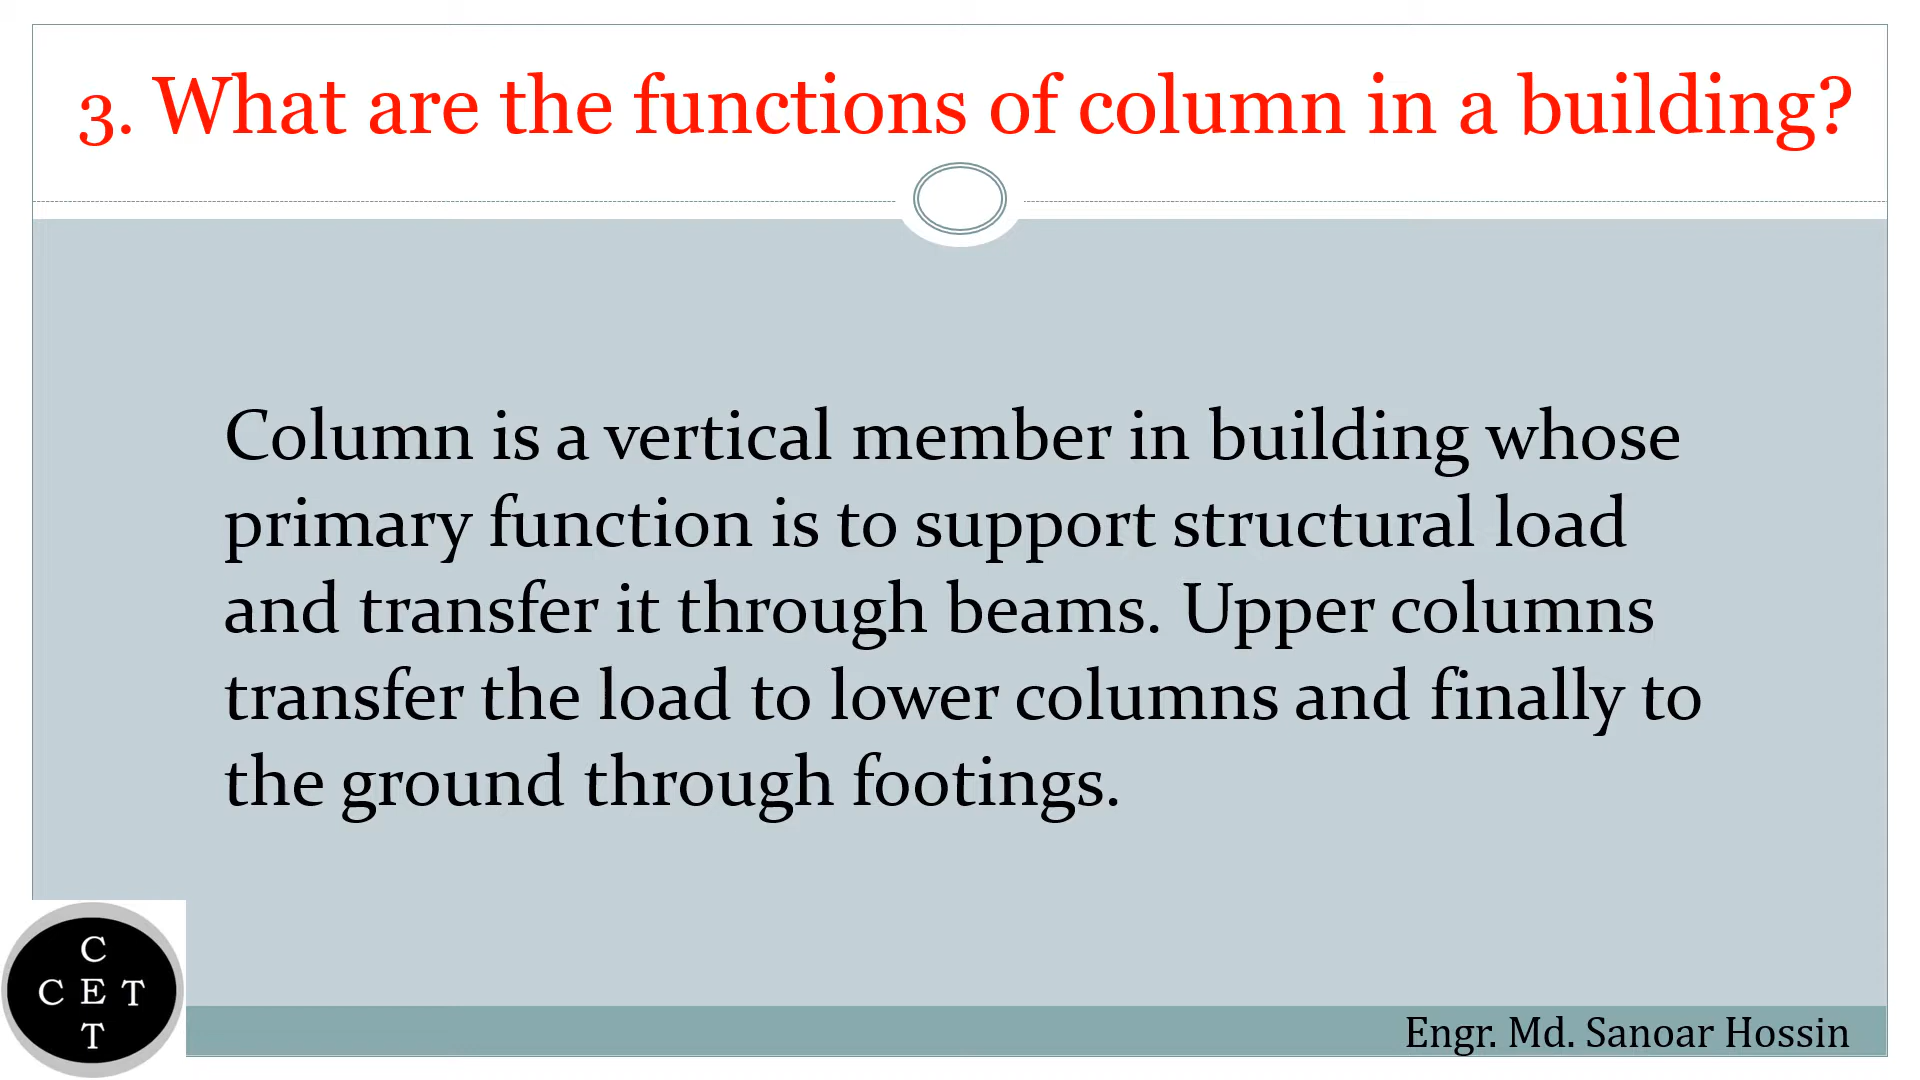 3. What are the functions of column in a building?
Column is a vertical member in building whose
primary function is to support structural load
and transfer it through beams. Upper columns
transfer the load to lower columns and finally to
the ground through footings.
C
C E T
T
Engr. Md. Sanoar Hossin